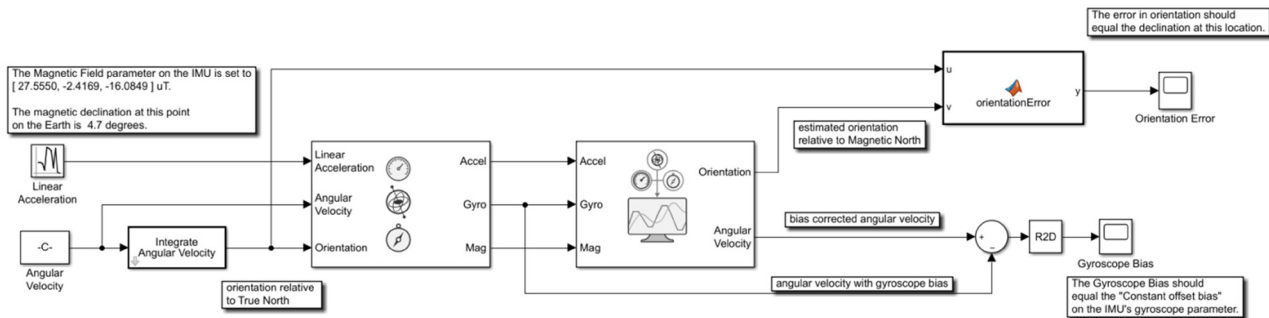 The error in orientation should
equal the declination at this location.
The Magnetic Field parameter on the IMU is set to
[ 27.5550, -2.4169, -16.0849 ] uT.
The magnetic declination at this point
on the Earth is  4.7 degrees.
u
v
orientationError
y
Orientation Error
estimated orientation
relative to Magnetic North
Linear
Acceleration
Linear
Acceleration
Accel
Accel
Orientation
Angular
Velocity
Gyro
Gyro
bias corrected angular velocity
-C-
Angular
Velocity
Integrate
Angular Velocity
Orientation
Mag
Mag
Angular
Velocity
+
−
R2D
Gyroscope Bias
orientation relative
to True North
angular velocity with gyroscope bias
The Gyroscope Bias should
equal the "Constant offset bias"
on the IMU's gyroscope parameter.